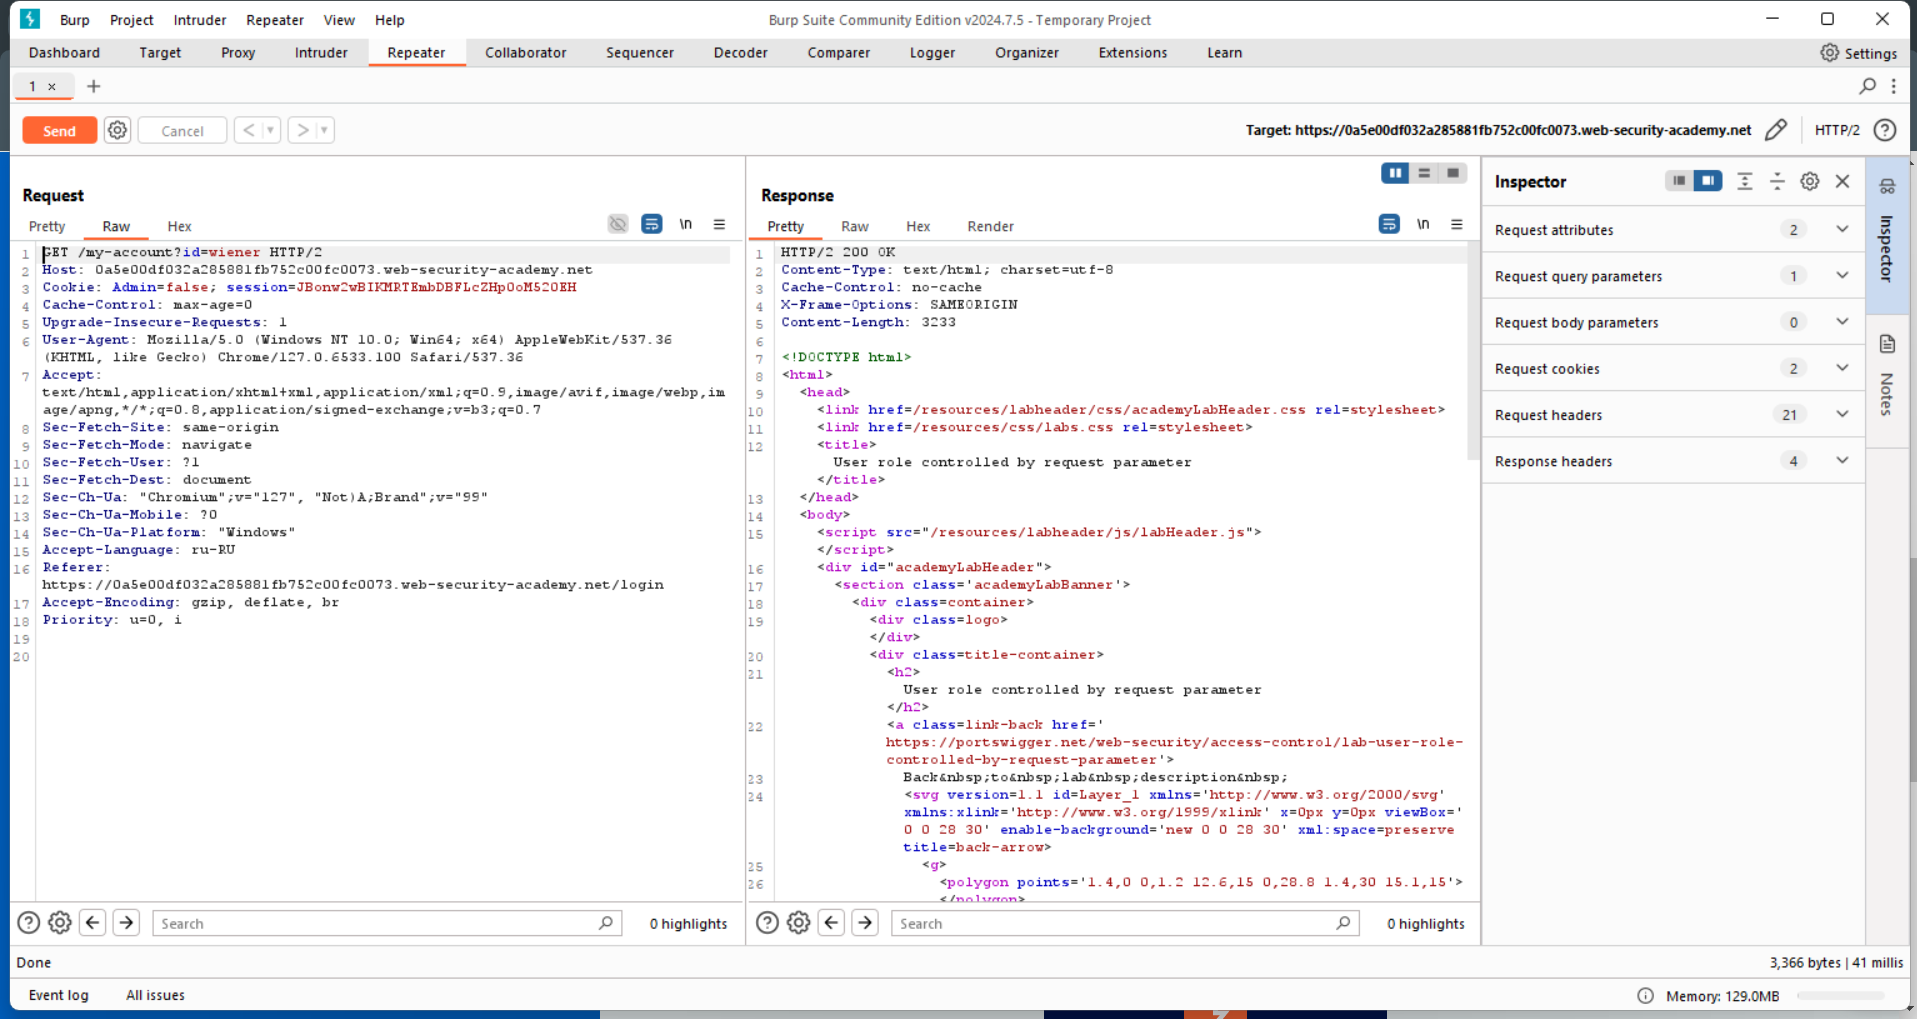 Burp Project Intruder Repeater View Help
Burp Suite Community Edition v2024.7.5 - Temporary Project
Dashboard Target Proxy Intruder Repeater Collaborator Sequencer Decoder Comparer Logger Organizer Extensions Learn
Settings
1 × +
Send Cancel < >
Target: https://0a5e00df032a285881fb752c00fc0073.web-security-academy.net
HTTP/2
Request
Pretty Raw Hex
\n
1 GET /my-account?id=wiener HTTP/2
2 Host: 0a5e00df032a285881fb752c00fc0073.web-security-academy.net
3 Cookie: Admin=false; session=JBonw2wBIKMRTEmbDBFLcZHp0oM520EH
4 Cache-Control: max-age=0
5 Upgrade-Insecure-Requests: 1
6 User-Agent: Mozilla/5.0 (Windows NT 10.0; Win64; x64) AppleWebKit/537.36
(KHTML, like Gecko) Chrome/127.0.6533.100 Safari/537.36
7 Accept:
text/html,application/xhtml+xml,application/xml;q=0.9,image/avif,image/webp,im
age/apng,*/*;q=0.8,application/signed-exchange;v=b3;q=0.7
8 Sec-Fetch-Site: same-origin
9 Sec-Fetch-Mode: navigate
10 Sec-Fetch-User: ?1
11 Sec-Fetch-Dest: document
12 Sec-Ch-Ua: "Chromium";v="127", "Not)A;Brand";v="99"
13 Sec-Ch-Ua-Mobile: ?0
14 Sec-Ch-Ua-Platform: "Windows"
15 Accept-Language: ru-RU
16 Referer:
https://0a5e00df032a285881fb752c00fc0073.web-security-academy.net/login
17 Accept-Encoding: gzip, deflate, br
18 Priority: u=0, i
19
20
Search
0 highlights
Response
Pretty Raw Hex Render
\n
1 HTTP/2 200 OK
2 Content-Type: text/html; charset=utf-8
3 Cache-Control: no-cache
4 X-Frame-Options: SAMEORIGIN
5 Content-Length: 3233
6
7 <!DOCTYPE html>
8 <html>
9 <head>
10 <link href=/resources/labheader/css/academyLabHeader.css rel=stylesheet>
11 <link href=/resources/css/labs.css rel=stylesheet>
12 <title>
User role controlled by request parameter
</title>
13 </head>
14 <body>
15 <script src="/resources/labheader/js/labHeader.js">
</script>
16 <div id="academyLabHeader">
17 <section class='academyLabBanner'>
18 <div class=container>
19 <div class=logo>
</div>
20 <div class=title-container>
21 <h2>
User role controlled by request parameter
</h2>
22 <a class=link-back href='
https://portswigger.net/web-security/access-control/lab-user-role-
controlled-by-request-parameter'>
23 Back&nbsp;to&nbsp;lab&nbsp;description&nbsp;
24 <svg version=1.1 id=Layer_1 xmlns='http://www.w3.org/2000/svg'
xmlns:xlink='http://www.w3.org/1999/xlink' x=0px y=0px viewBox='
0 0 28 30' enable-background='new 0 0 28 30' xml:space=preserve
title=back-arrow>
25 <g>
26 <polygon points='1.4,0 0,1.2 12.6,15 0,28.8 1.4,30 15.1,15'>
</polygon>
Search
0 highlights
Inspector
Request attributes 2
Request query parameters 1
Request body parameters 0
Request cookies 2
Request headers 21
Response headers 4
Inspector
Notes
Done
3,366 bytes | 41 millis
Event log All issues
Memory: 129.0MB